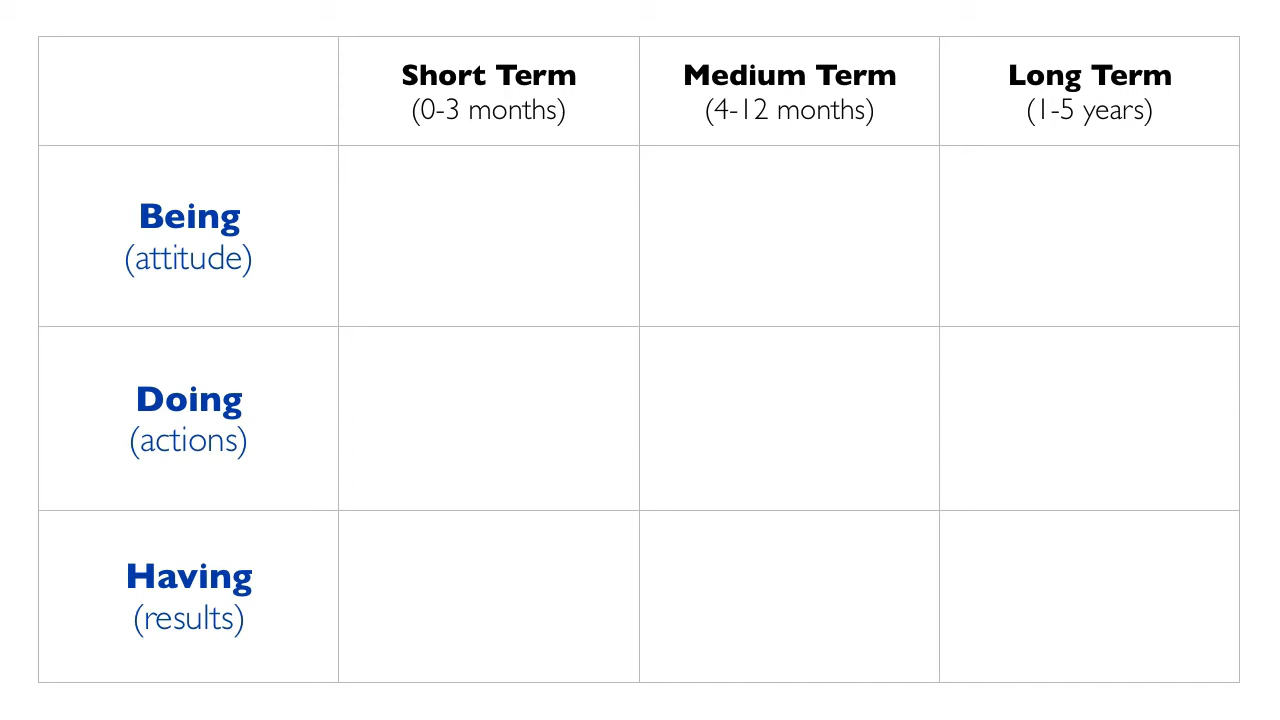 Short Term
(0-3 months)
Medium Term
(4-12 months)
Long Term
(1-5 years)
Being
(attitude)
Doing
(actions)
Having
(results)